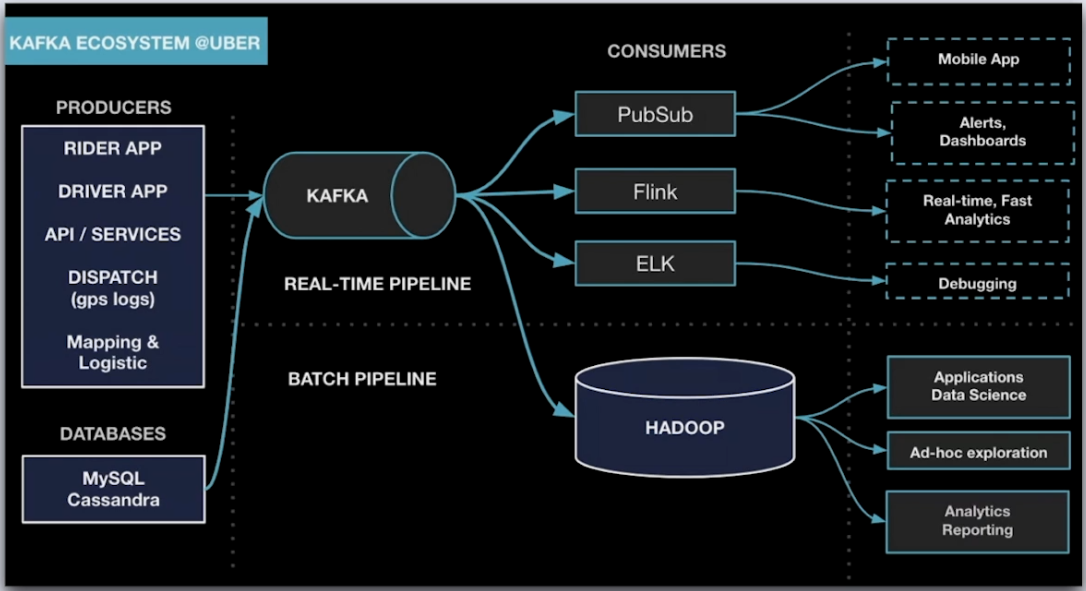 KAFKA ECOSYSTEM @UBER
PRODUCERS
RIDER APP
DRIVER APP
API / SERVICES
DISPATCH
(gps logs)
Mapping &
Logistic
DATABASES
MySQL
Cassandra
KAFKA
REAL-TIME PIPELINE
BATCH PIPELINE
CONSUMERS
PubSub
Flink
ELK
HADOOP
Mobile App
Alerts,
Dashboards
Real-time, Fast
Analytics
Debugging
Applications
Data Science
Ad-hoc exploration
Analytics
Reporting